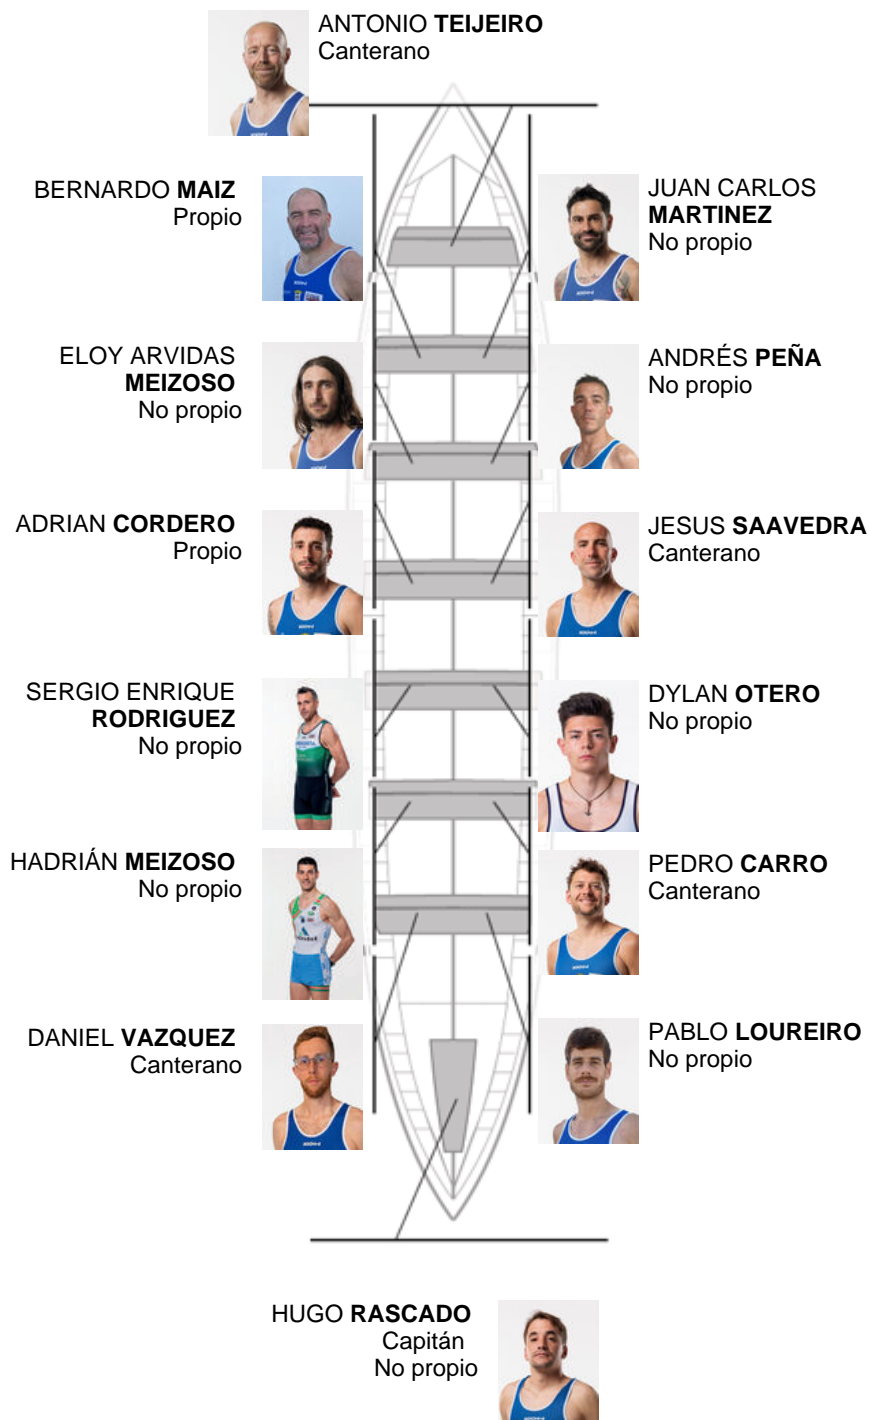 ANTONIO TEIJEIRO
Canterano
BERNARDO MAIZ
Propio
JUAN CARLOS
MARTINEZ
No propio
ELOY ARVIDAS
MEIZOSO
No propio
ANDRÉS PEÑA
No propio
ADRIAN CORDERO
Propio
JESUS SAAVEDRA
Canterano
SERGIO ENRIQUE
RODRIGUEZ
No propio
DYLAN OTERO
No propio
HADRIÁN MEIZOSO
No propio
PEDRO CARRO
Canterano
DANIEL VAZQUEZ
Canterano
PABLO LOUREIRO
No propio
HUGO RASCADO
Capitán
No propio